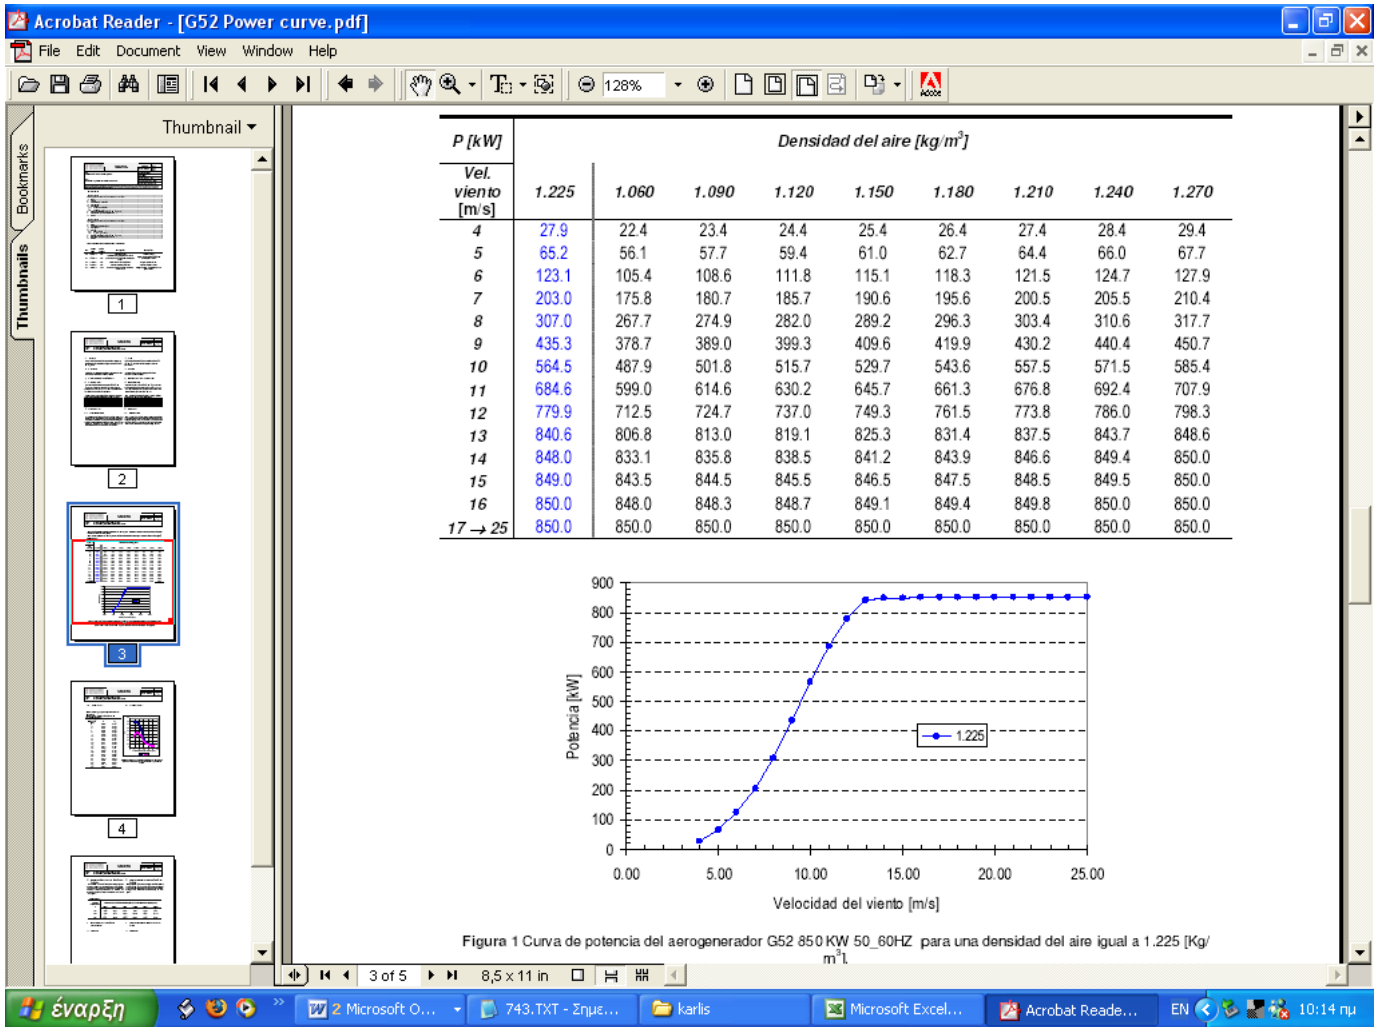 Acrobat Reader - [G52 Power curve.pdf]
File Edit Document View Window Help
128%
Adobe
Bookmarks
Thumbnails
Thumbnail
1
2
3
4
P [kW] Densidad del aire [kg/m³]
Vel. viento [m/s] 1.225 1.060 1.090 1.120 1.150 1.180 1.210 1.240 1.270
4 27.9 22.4 23.4 24.4 25.4 26.4 27.4 28.4 29.4
5 65.2 56.1 57.7 59.4 61.0 62.7 64.4 66.0 67.7
6 123.1 105.4 108.6 111.8 115.1 118.3 121.5 124.7 127.9
7 203.0 175.8 180.7 185.7 190.6 195.6 200.5 205.5 210.4
8 307.0 267.7 274.9 282.0 289.2 296.3 303.4 310.6 317.7
9 435.3 378.7 389.0 399.3 409.6 419.9 430.2 440.4 450.7
10 564.5 487.9 501.8 515.7 529.7 543.6 557.5 571.5 585.4
11 684.6 599.0 614.6 630.2 645.7 661.3 676.8 692.4 707.9
12 779.9 712.5 724.7 737.0 749.3 761.5 773.8 786.0 798.3
13 840.6 806.8 813.0 819.1 825.3 831.4 837.5 843.7 848.6
14 848.0 833.1 835.8 838.5 841.2 843.9 846.6 849.4 850.0
15 849.0 843.5 844.5 845.5 846.5 847.5 848.5 849.5 850.0
16 850.0 848.0 848.3 848.7 849.1 849.4 849.8 850.0 850.0
17 → 25 850.0 850.0 850.0 850.0 850.0 850.0 850.0 850.0 850.0
900
800
700
600
500
400
300
200
100
0
Potencia [kW]
1.225
0.00 5.00 10.00 15.00 20.00 25.00
Velocidad del viento [m/s]
Figura 1 Curva de potencia del aerogenerador G52 850 KW 50_60HZ para una densidad del aire igual a 1.225 [Kg/
m³].
3 of 5 8,5 x 11 in
έναρξη » 2 Microsoft O... 743.TXT - Σημε... karlis Microsoft Excel... Acrobat Reade... EN 10:14 πμ